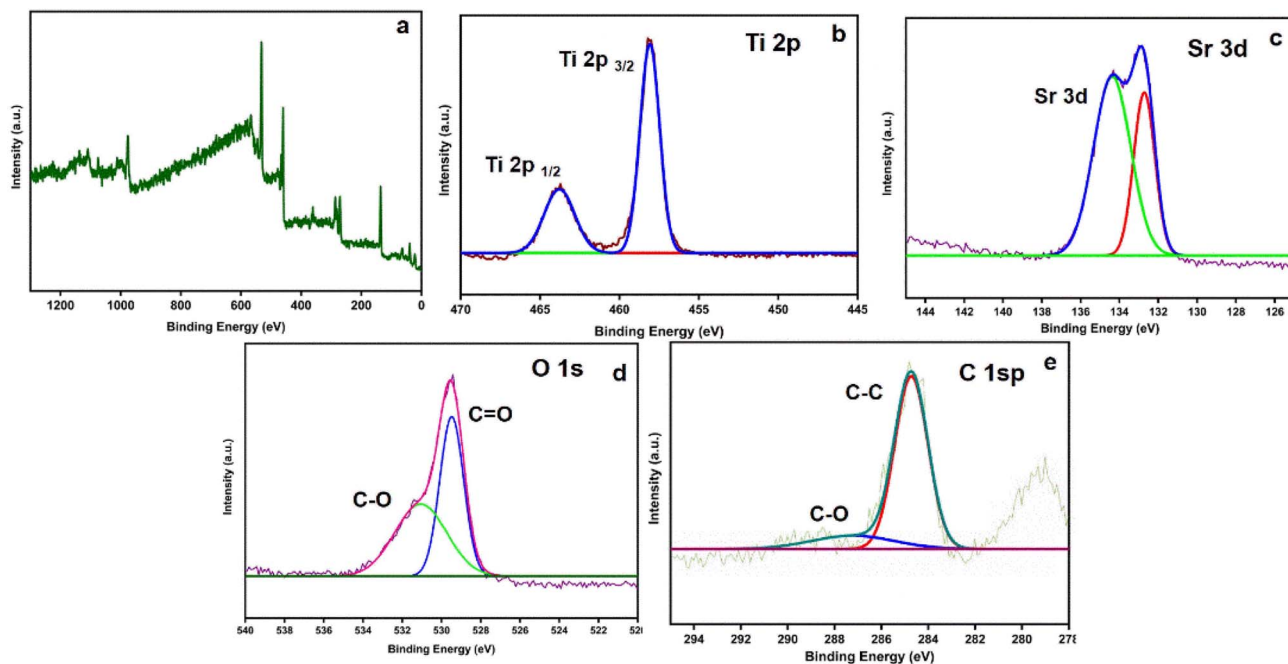 a
Intensity (a.u.)
1200 1000 800 600 400 200 0
Binding Energy (eV)
Ti 2p b
Ti 2p 3/2
Ti 2p 1/2
Intensity (a.u.)
470 465 460 455 450 445
Binding Energy (eV)
Sr 3d c
Sr 3d
Intensity (a.u.)
144 142 140 138 136 134 132 130 128 126
Binding Energy (eV)
O 1s d
C=O
C-O
Intensity (a.u.)
540 538 536 534 532 530 528 526 524 522 520
Binding Energy (eV)
C 1sp e
C-C
C-O
Intensity (a.u.)
294 292 290 288 286 284 282 280 278
Binding Energy (eV)